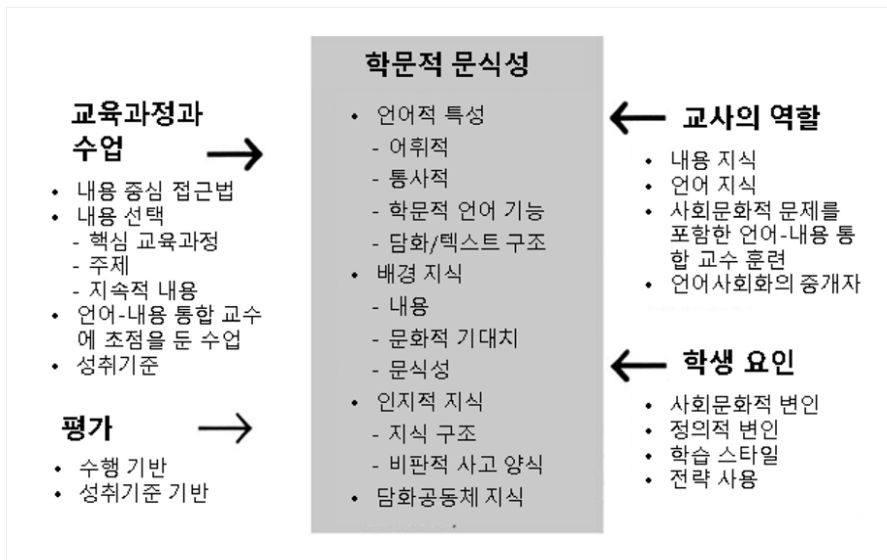 교육과정과
수업
• 내용 중심 접근법
• 내용 선택
- 핵심 교육과정
- 주제
- 지속적 내용
• 언어-내용 통합 교수
에 초점을 둔 수업
• 성취기준
평가
• 수행 기반
• 성취기준 기반
학문적 문식성
• 언어적 특성
- 어휘적
- 통사적
- 학문적 언어 기능
- 담화/텍스트 구조
• 배경 지식
- 내용
- 문화적 기대치
- 문식성
• 인지적 지식
- 지식 구조
- 비판적 사고 양식
• 담화공동체 지식
교사의 역할
• 내용 지식
• 언어 지식
• 사회문화적 문제를
포함한 언어-내용 통
합 교수 훈련
• 언어사회화의 중개자
학생 요인
• 사회문화적 변인
• 정의적 변인
• 학습 스타일
• 전략 사용